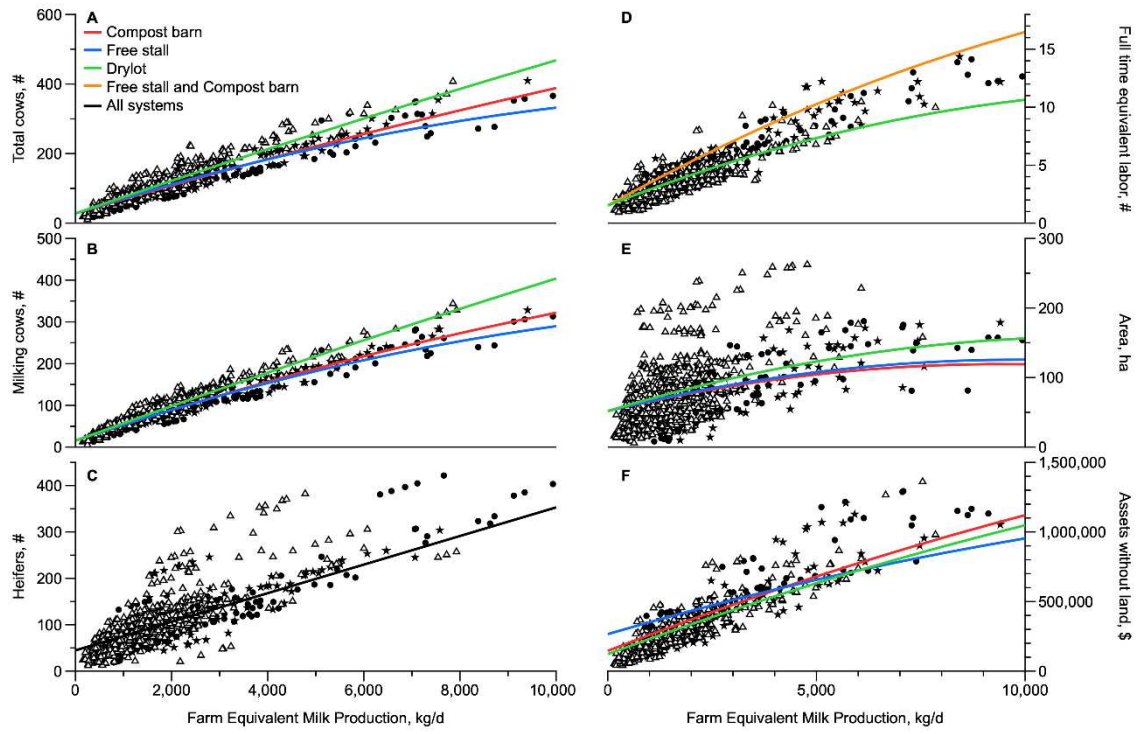 A
600
400
200
0
Total cows, #
Compost barn
Free stall
Drylot
Free stall and Compost barn
All systems
B
500
400
300
200
100
0
Milking cows, #
C
400
300
200
100
0
Heifers, #
0 2,000 4,000 6,000 8,000 10,000
Farm Equivalent Milk Production, kg/d
D
15
10
5
0
Full time equivalent labor, #
E
300
200
100
0
Area, ha
F
1,500,000
1,000,000
500,000
0
Assets without land, $
0 5,000 10,000
Farm Equivalent Milk Production, kg/d